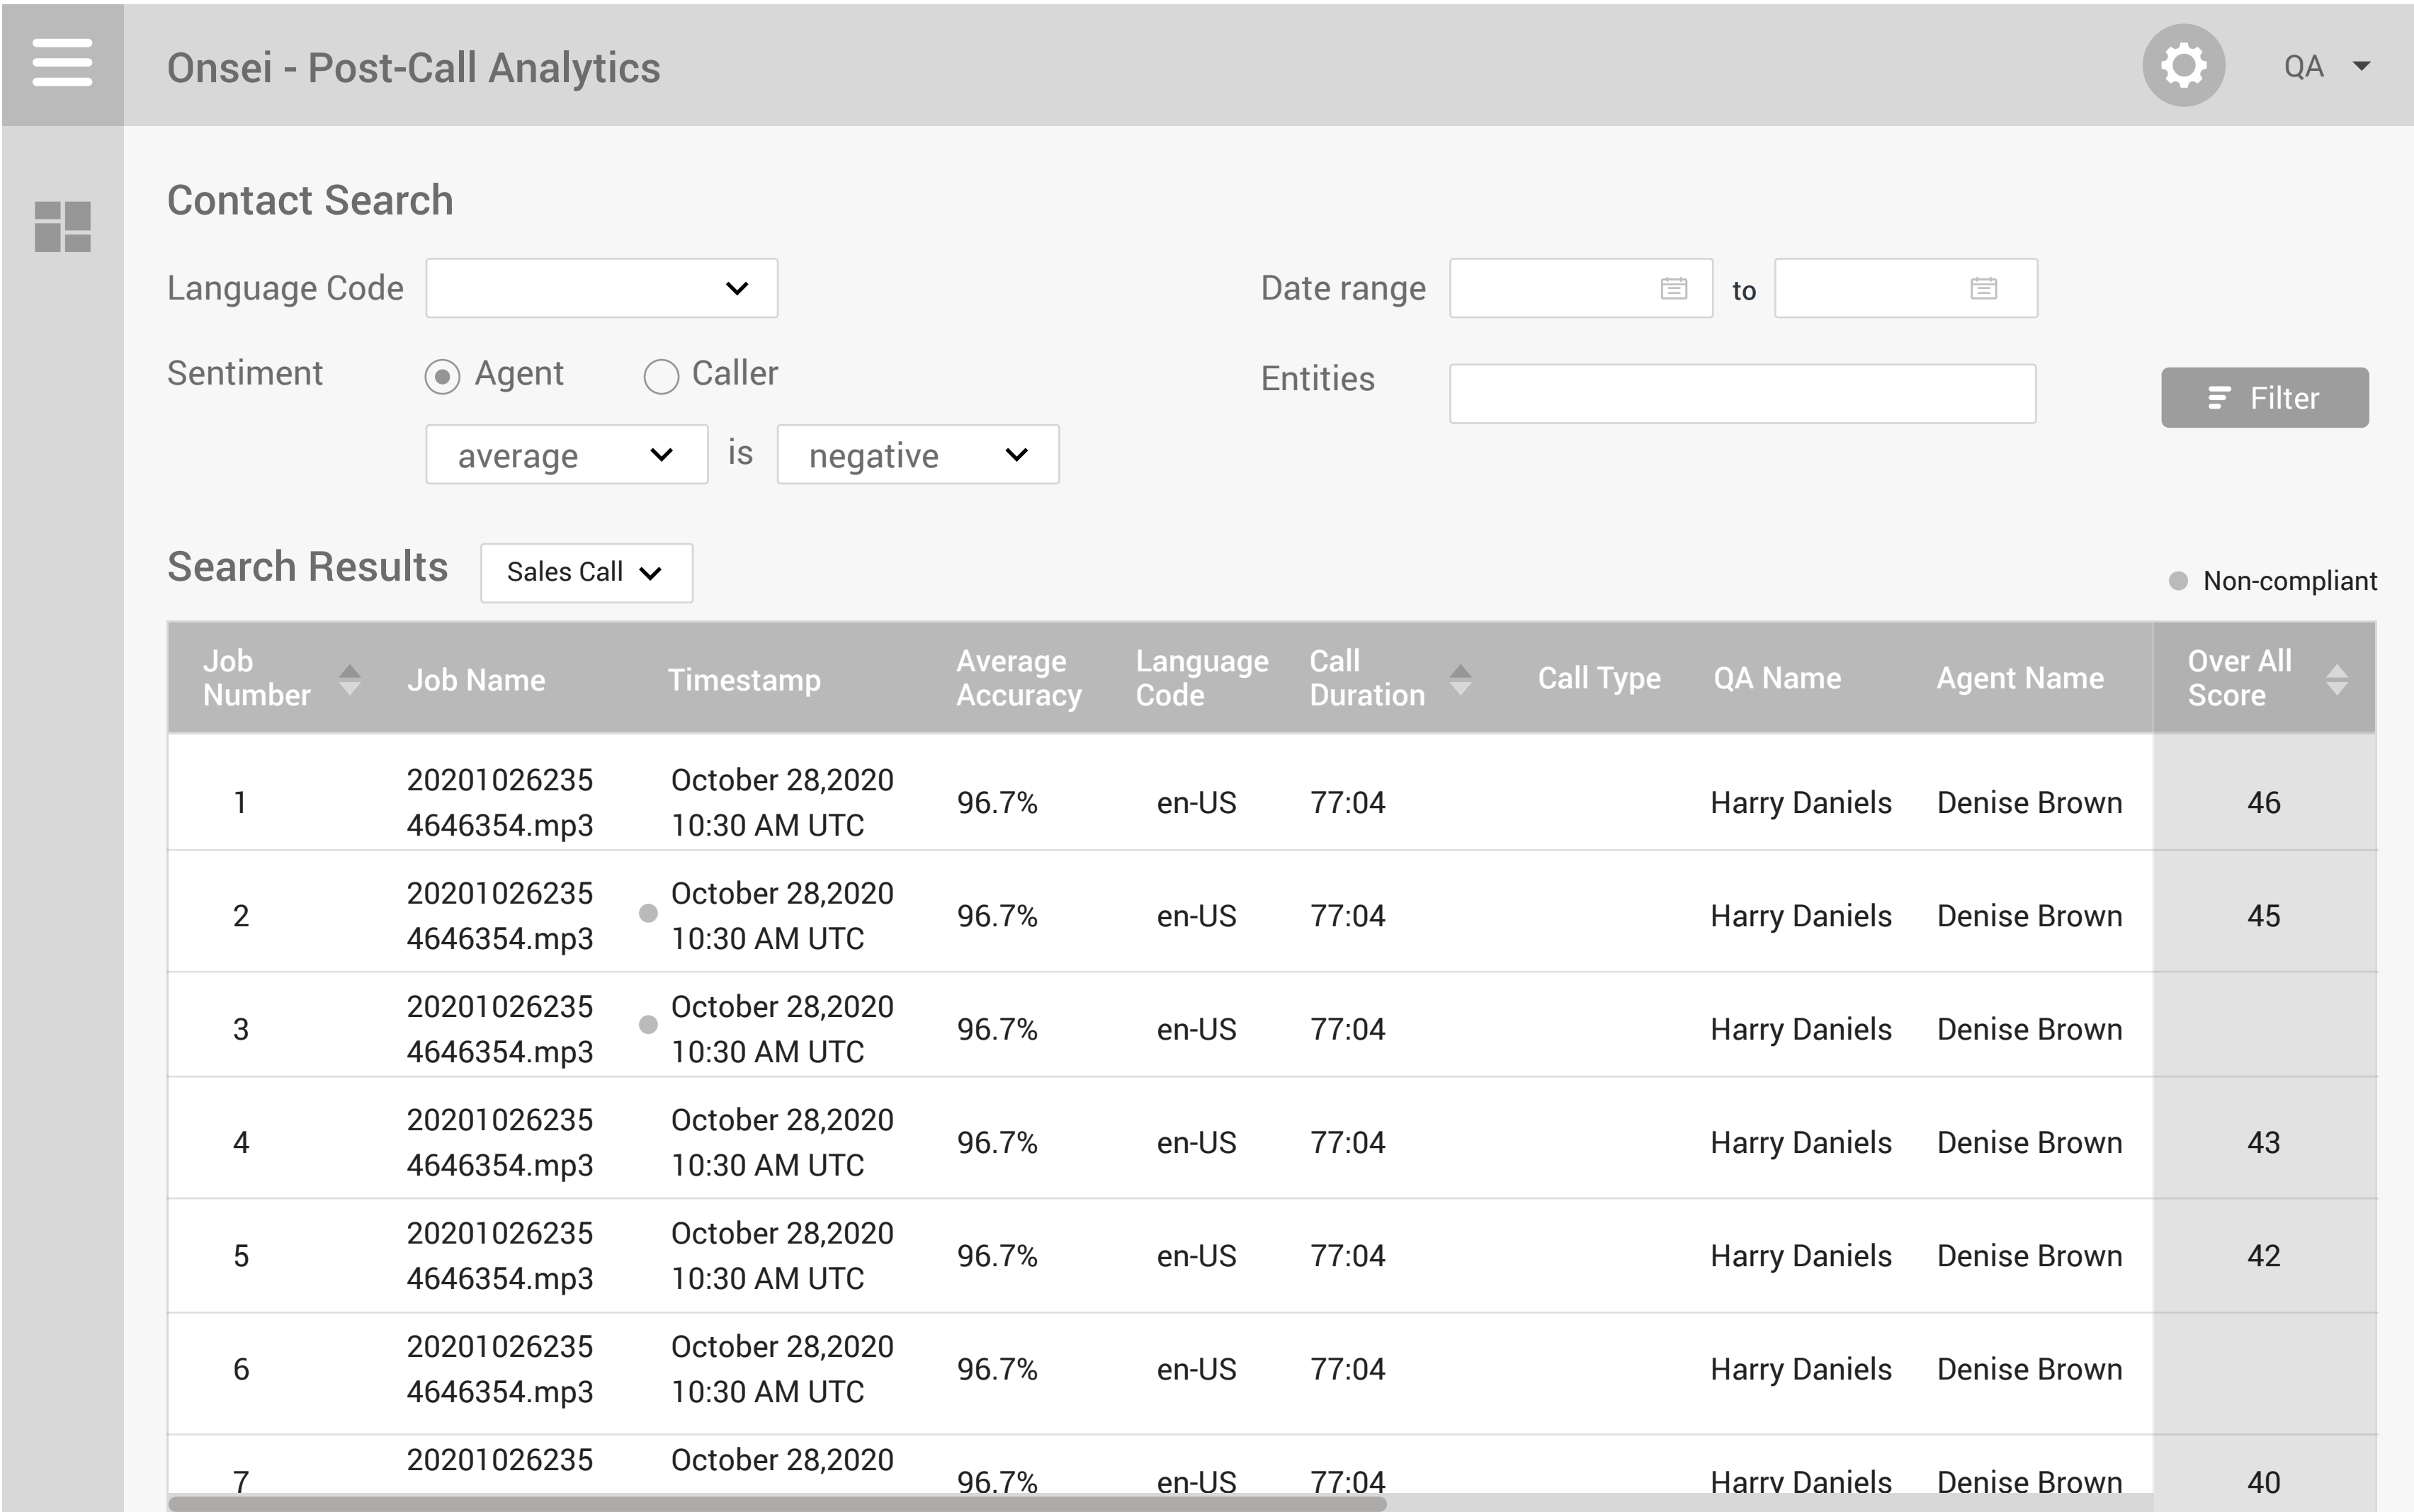 Onsei - Post-Call Analytics
QA
Contact Search
Language Code
Date range
to
Sentiment
Agent
Caller
Entities
Filter
average
is
negative
Search Results
Sales Call
Non-compliant
Job
Number
Job Name
Timestamp
Average
Accuracy
Language
Code
Call
Duration
Call Type
QA Name
Agent Name
Over All
Score
1
20201026235
4646354.mp3
October 28,2020
10:30 AM UTC
96.7%
en-US
77:04
Harry Daniels
Denise Brown
46
2
20201026235
4646354.mp3
October 28,2020
10:30 AM UTC
96.7%
en-US
77:04
Harry Daniels
Denise Brown
45
3
20201026235
4646354.mp3
October 28,2020
10:30 AM UTC
96.7%
en-US
77:04
Harry Daniels
Denise Brown
4
20201026235
4646354.mp3
October 28,2020
10:30 AM UTC
96.7%
en-US
77:04
Harry Daniels
Denise Brown
43
5
20201026235
4646354.mp3
October 28,2020
10:30 AM UTC
96.7%
en-US
77:04
Harry Daniels
Denise Brown
42
6
20201026235
4646354.mp3
October 28,2020
10:30 AM UTC
96.7%
en-US
77:04
Harry Daniels
Denise Brown
7
20201026235
October 28,2020
96.7%
en-US
77:04
Harry Daniels
Denise Brown
40